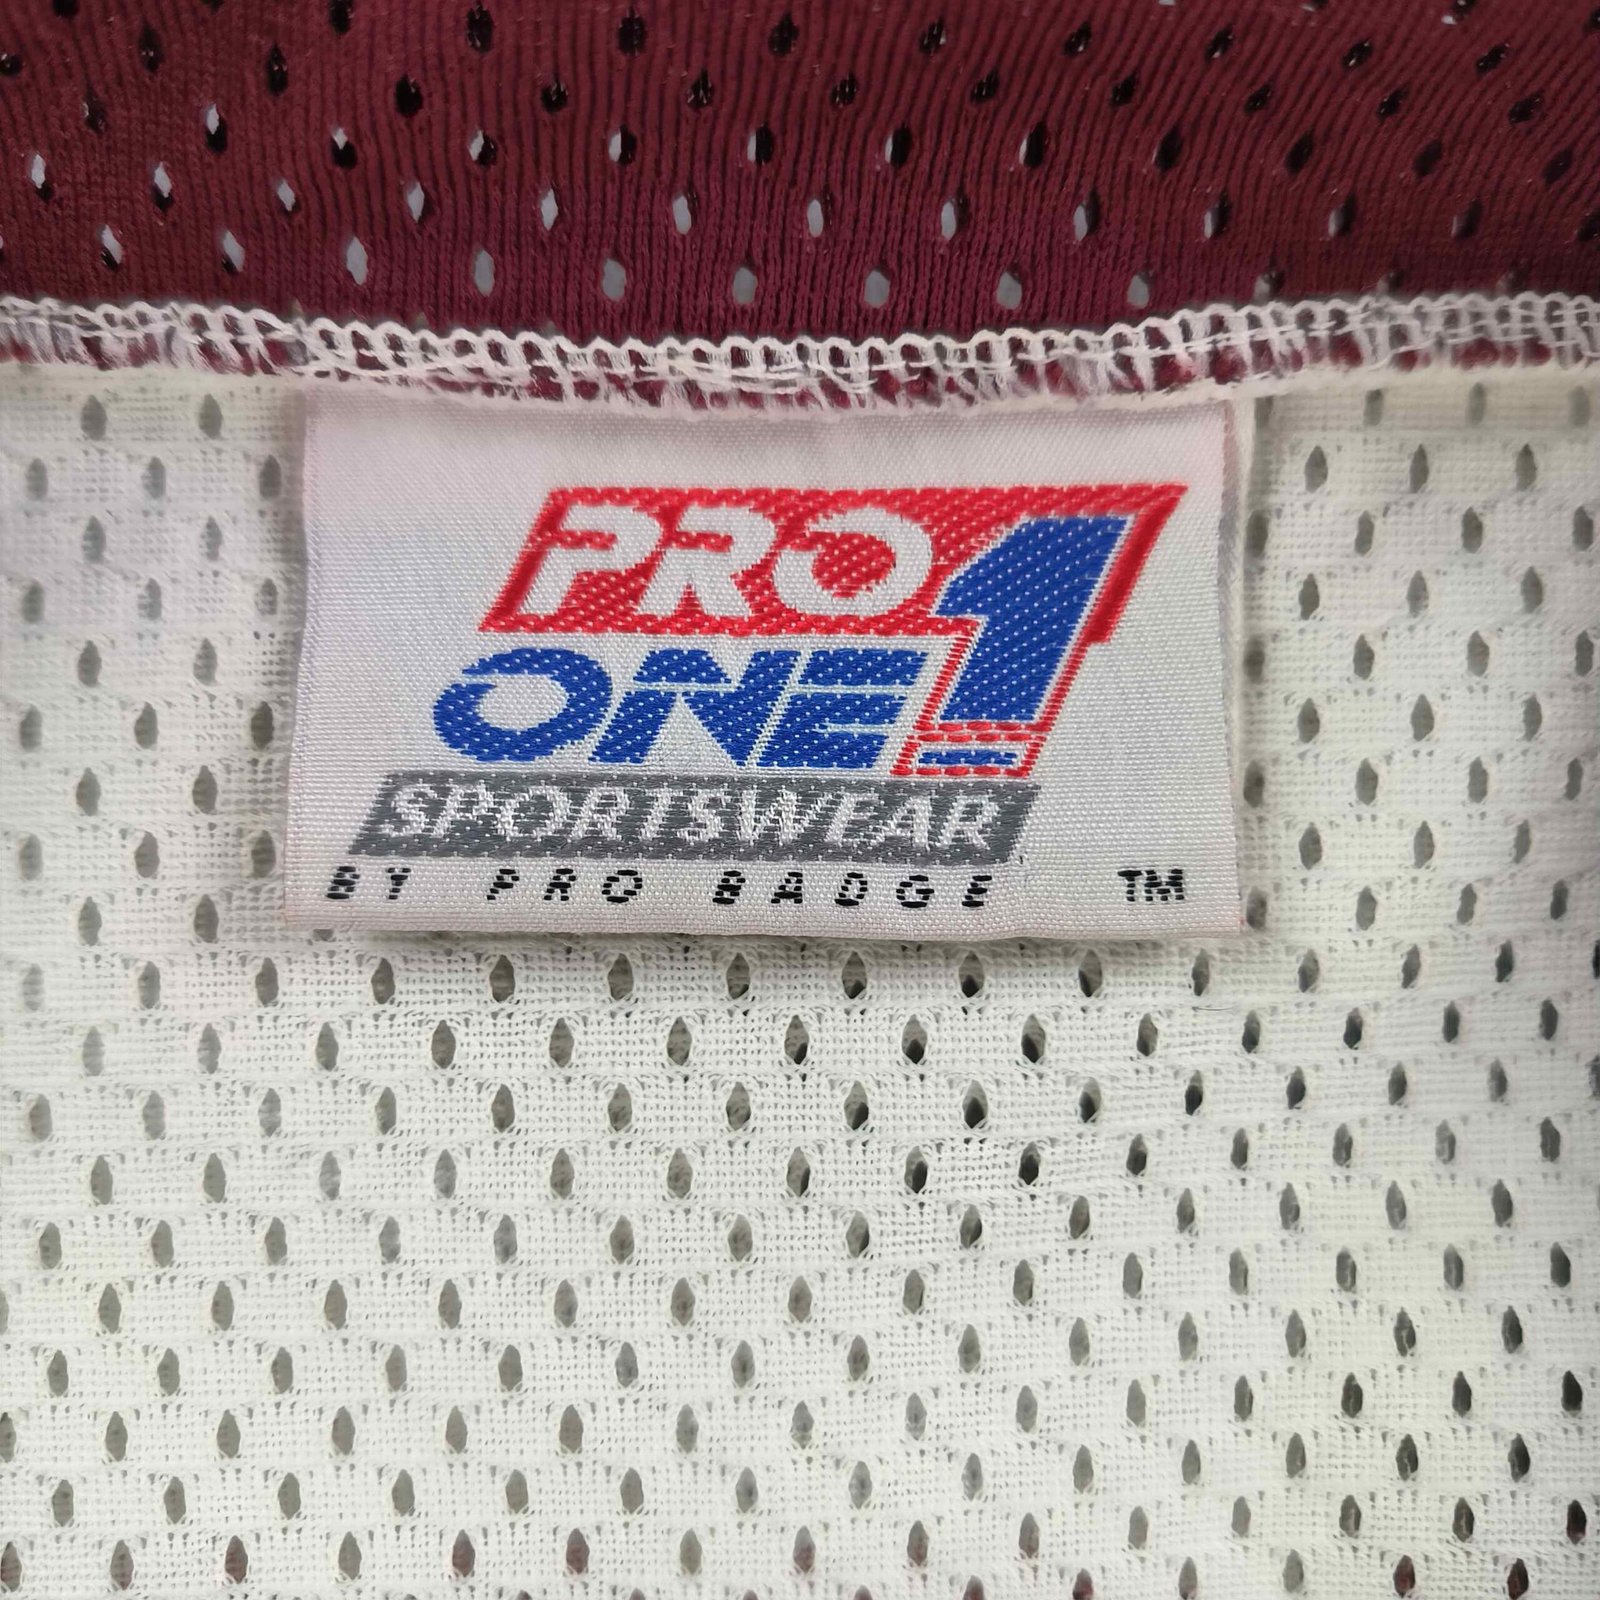 PRO 1
ONE
SPORTSWEAR
BY PRO BADGE TM